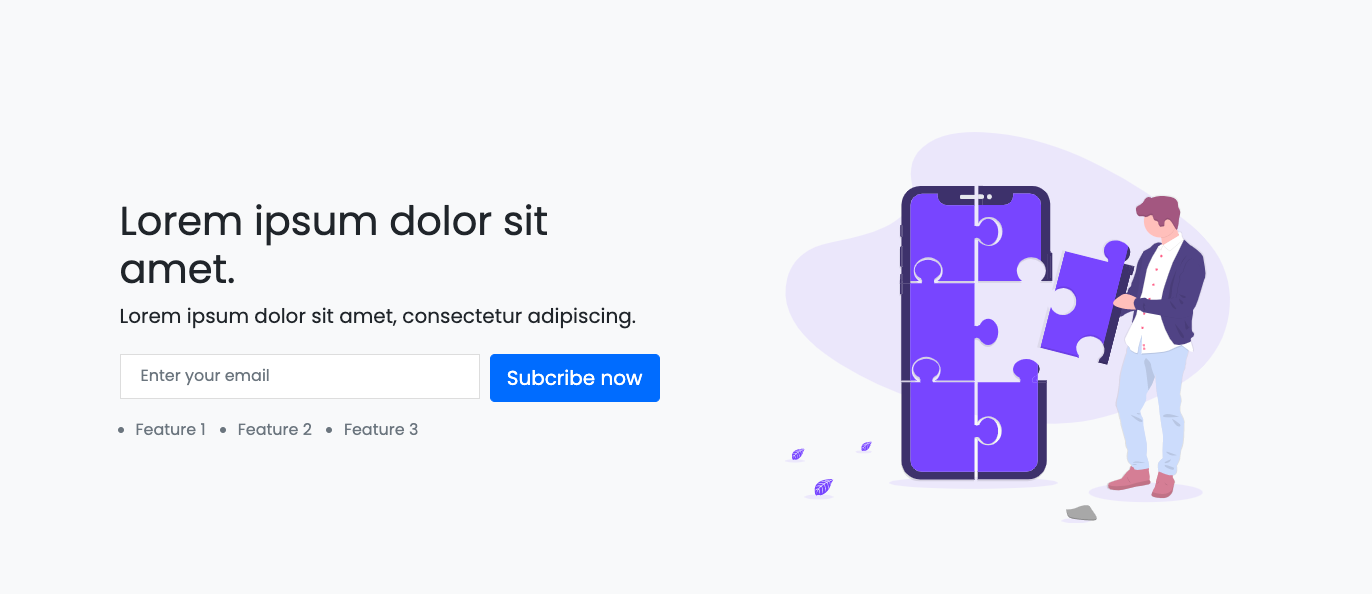 Lorem ipsum dolor sit
amet.
Lorem ipsum dolor sit amet, consectetur adipiscing.
Enter your email
Subcribe now
Feature 1
Feature 2
Feature 3